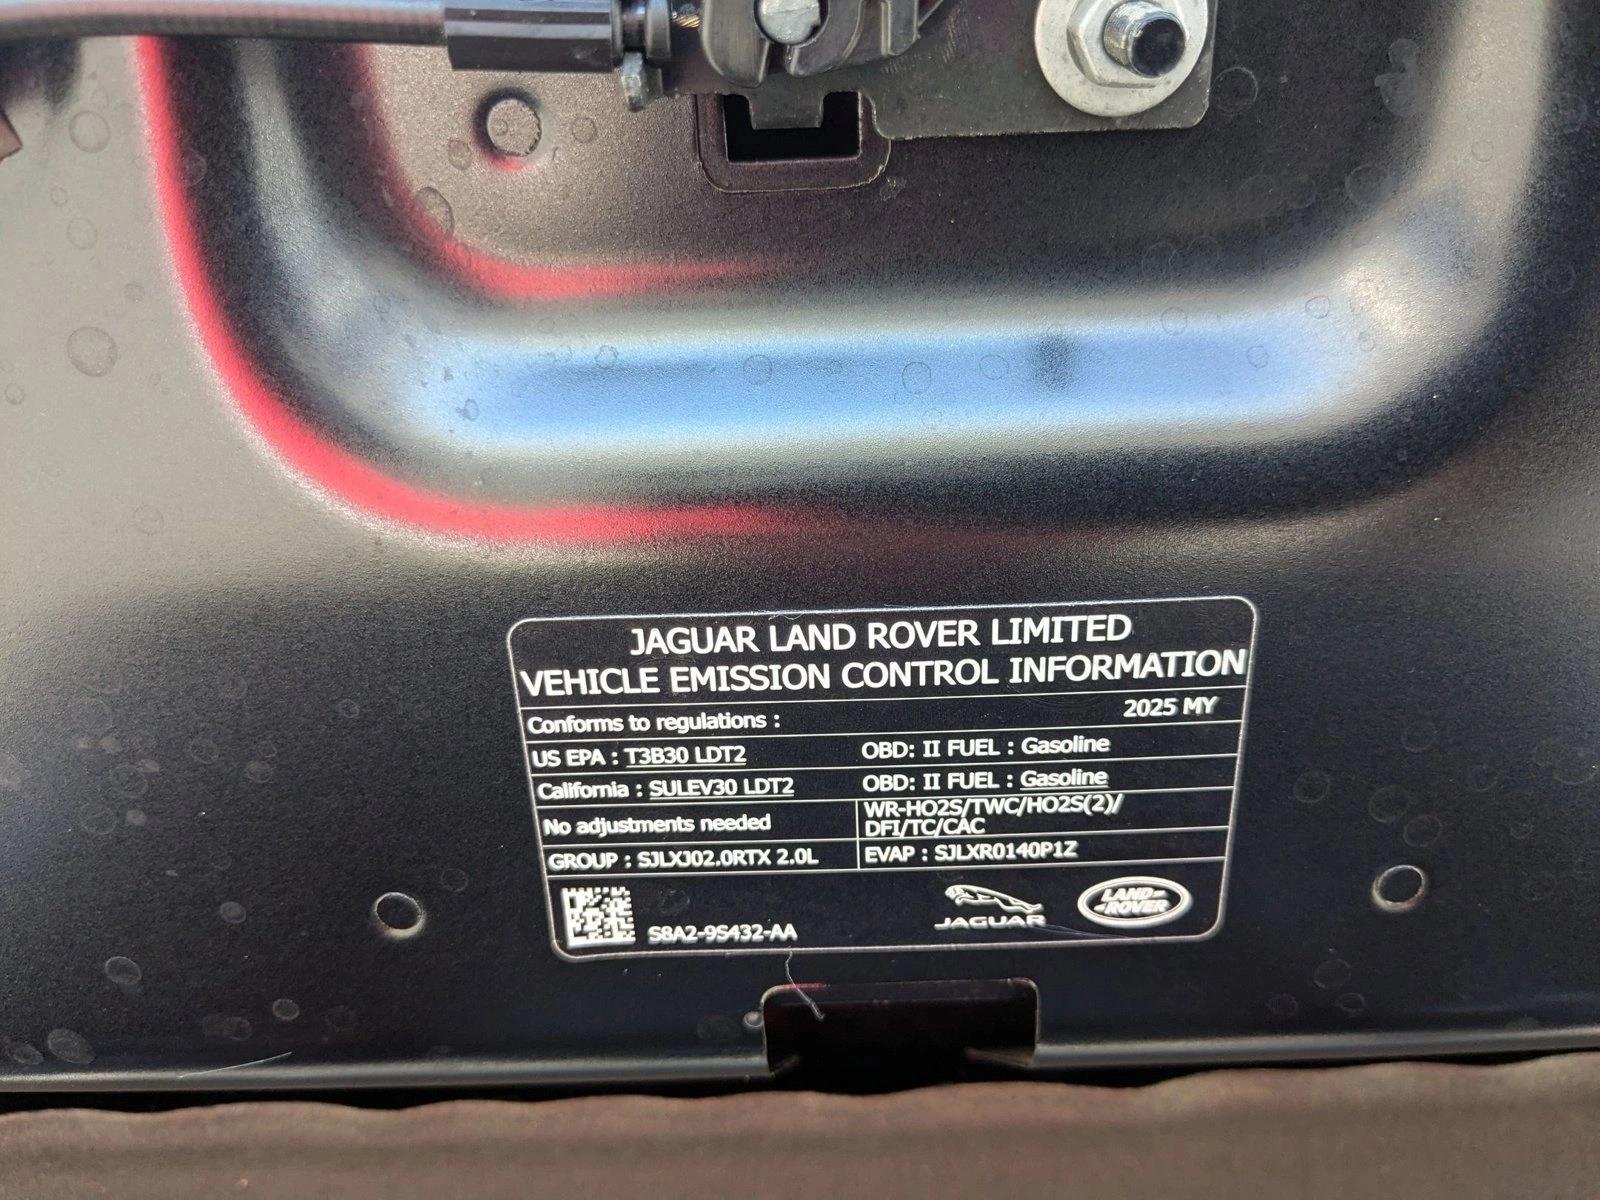 JAGUAR LAND ROVER LIMITED
VEHICLE EMISSION CONTROL INFORMATION
Conforms to regulations : 2025 MY
US EPA : T3B30 LDT2 OBD: II FUEL : Gasoline
California : SULEV30 LDT2 OBD: II FUEL : Gasoline
No adjustments needed
WR-HO2S/TWC/HO2S(2)/
DFI/TC/CAC
GROUP : SJLXJ02.0RTX 2.0L EVAP : SJLXR0140P1Z
S8A2-9S432-AA
JAGUAR
LAND-
-ROVER